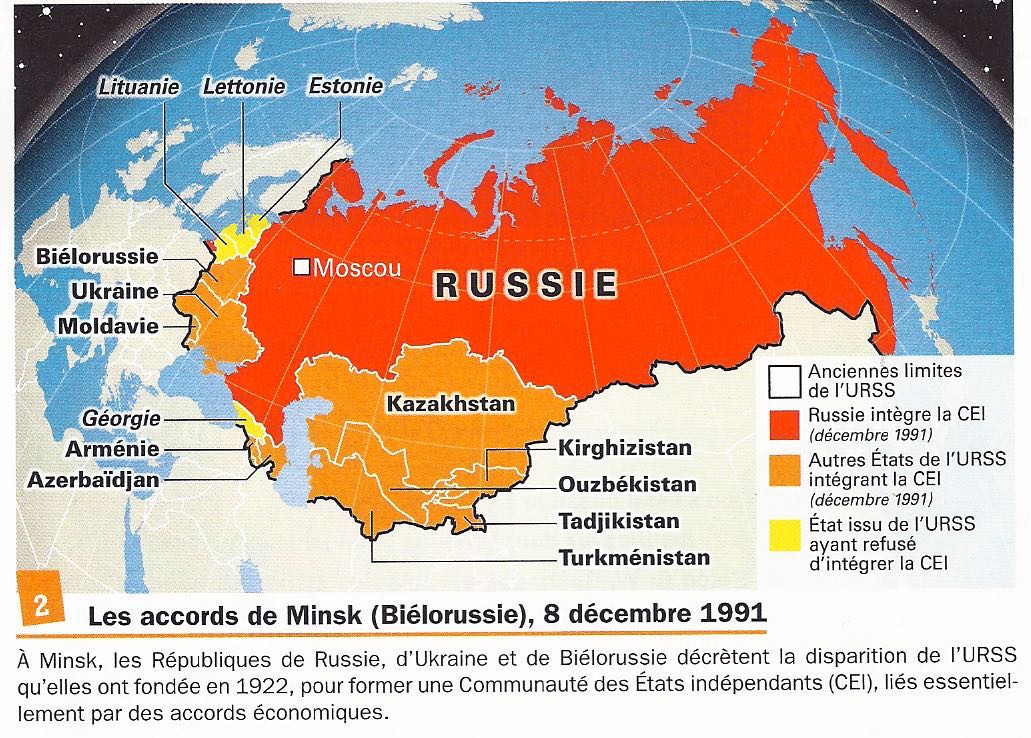 Lituanie Lettonie Estonie
Biélorussie
Ukraine
Moldavie
Moscou
RUSSIE
Géorgie
Arménie
Azerbaïdjan
Kazakhstan
Kirghizistan
Ouzbékistan
Tadjikistan
Turkménistan
Anciennes limites
de l'URSS
Russie intègre la CEI
(décembre 1991)
Autres États de l'URSS
intégrant la CEI
(décembre 1991)
État issu de l'URSS
ayant refusé
d'intégrer la CEI
2 Les accords de Minsk (Biélorussie), 8 décembre 1991
À Minsk, les Républiques de Russie, d'Ukraine et de Biélorussie décrètent la disparition de l'URSS
qu'elles ont fondée en 1922, pour former une Communauté des États indépendants (CEI), liés essentiel-
lement par des accords économiques.